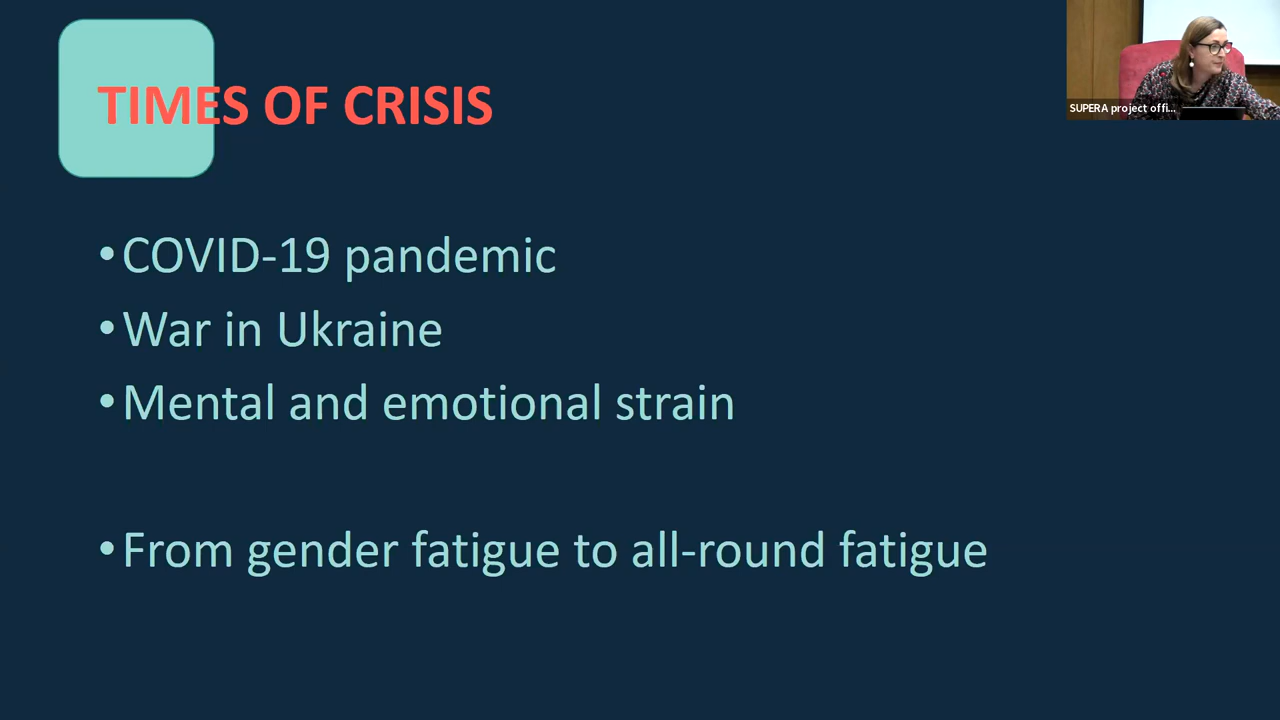 TIMES OF CRISIS
SUPERA project offi...
•COVID-19 pandemic
•War in Ukraine
•Mental and emotional strain
•From gender fatigue to all-round fatigue